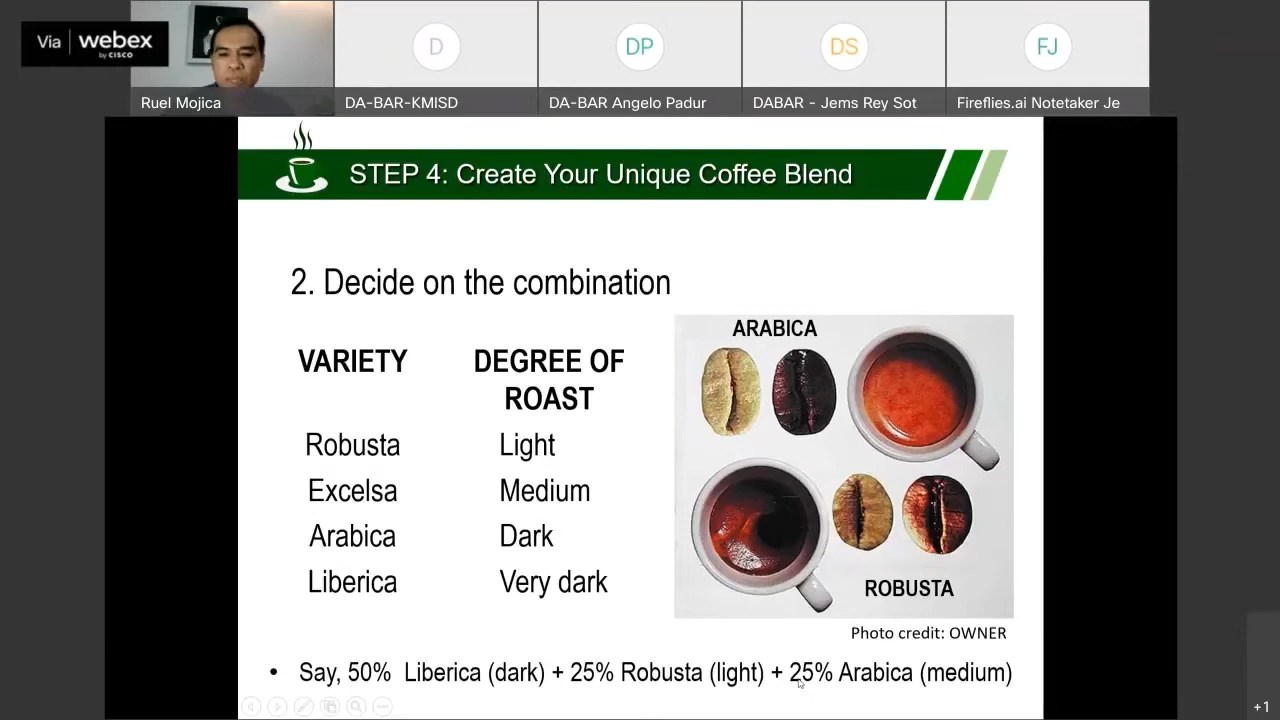 Via webex
by CISCO
D
DP
DS
FJ
Ruel Mojica
DA-BAR-KMISD
DA-BAR Angelo Padur
DABAR - Jems Rey Sot
Fireflies.ai Notetaker Je
STEP 4: Create Your Unique Coffee Blend
2. Decide on the combination
VARIETY DEGREE OF
ROAST
Robusta Light
Excelsa Medium
Arabica Dark
Liberica Very dark
ARABICA
ROBUSTA
Photo credit: OWNER
• Say, 50% Liberica (dark) + 25% Robusta (light) + 25% Arabica (medium)
+1